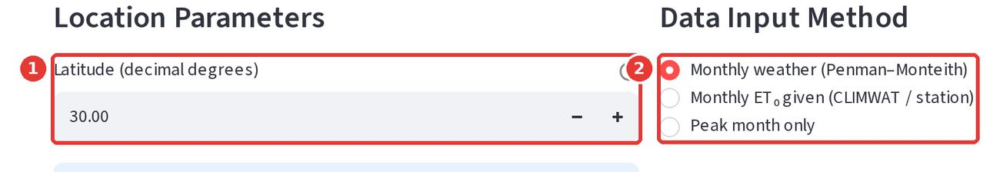 Location Parameters
1
Latitude (decimal degrees)
30.00
− +
Data Input Method
2
Monthly weather (Penman–Monteith)
Monthly ET₀ given (CLIMWAT / station)
Peak month only